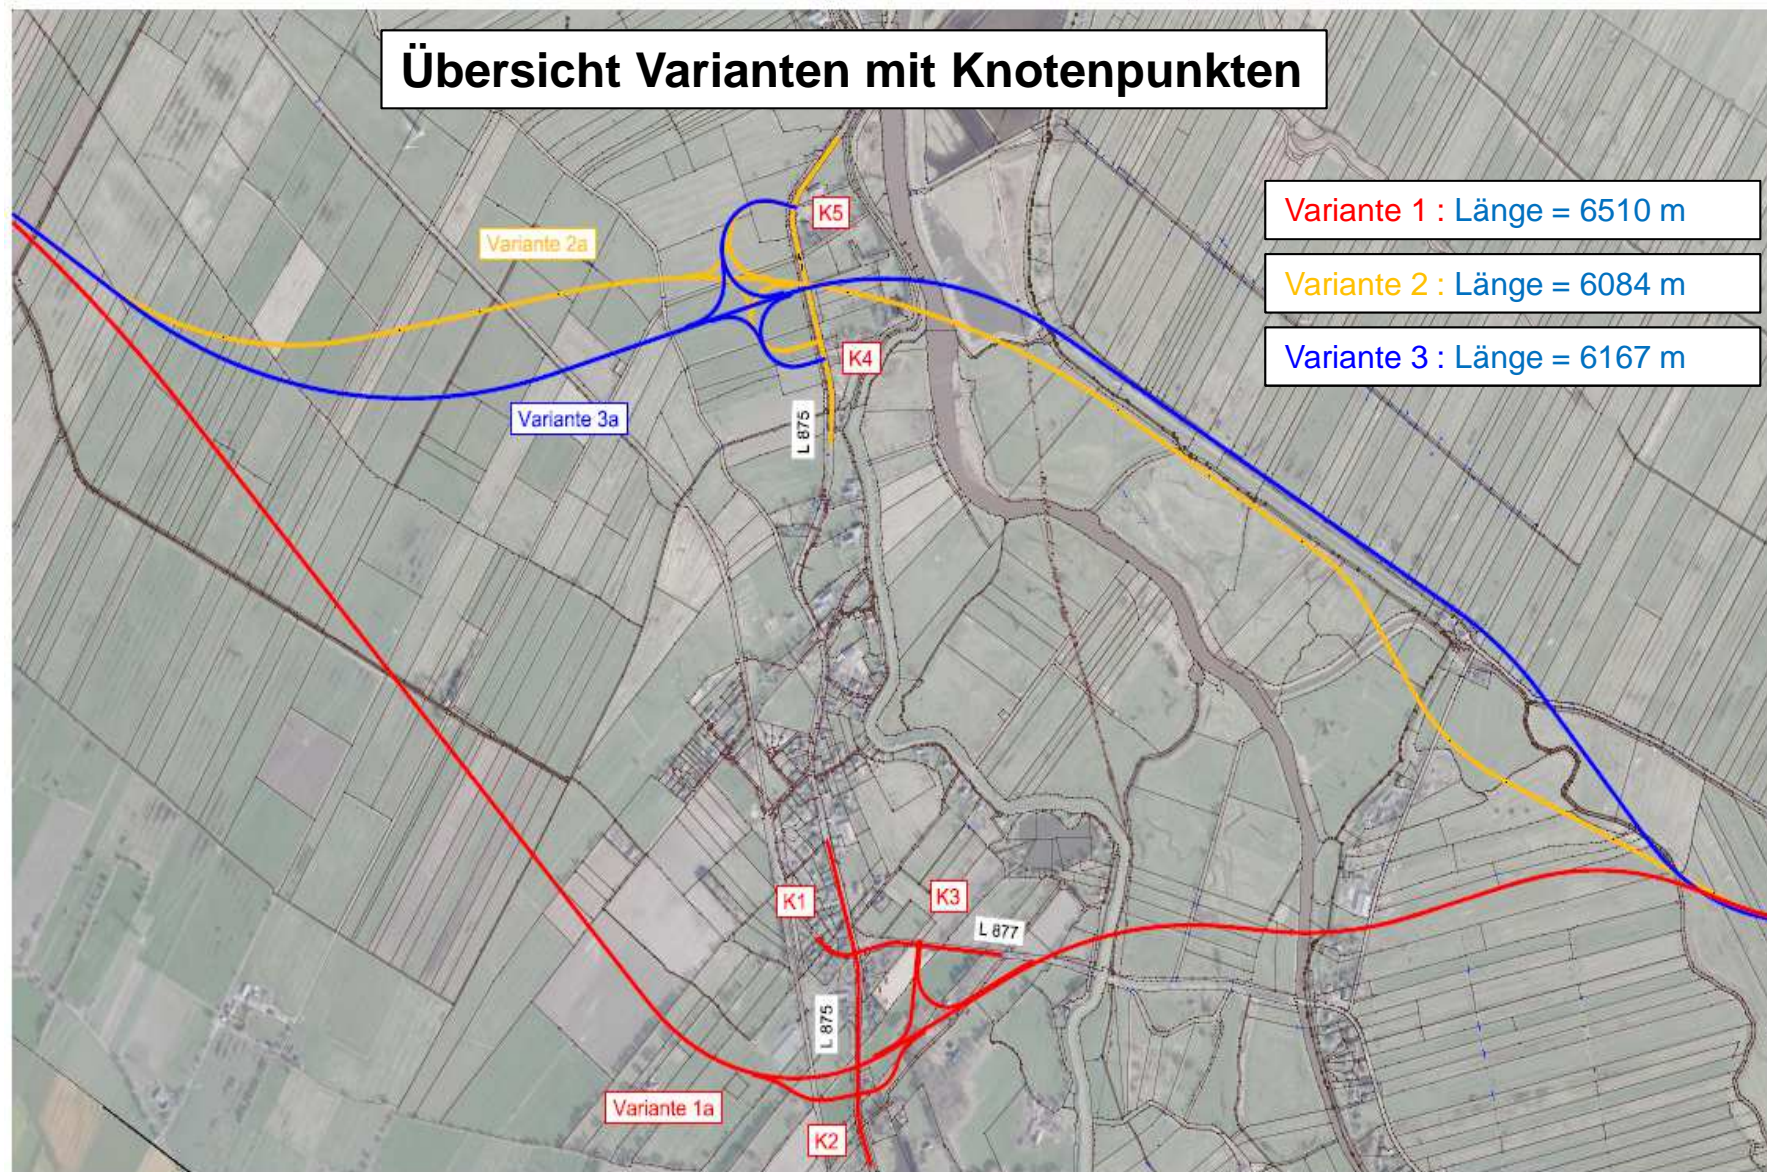 Übersicht Varianten mit Knotenpunkten
K5
Variante 1 : Länge = 6510 m
Variante 2a
Variante 2 : Länge = 6084 m
Variante 3 : Länge = 6167 m
K4
Variante 3a
L 875
K1
K3
L 877
L 875
Variante 1a
K2